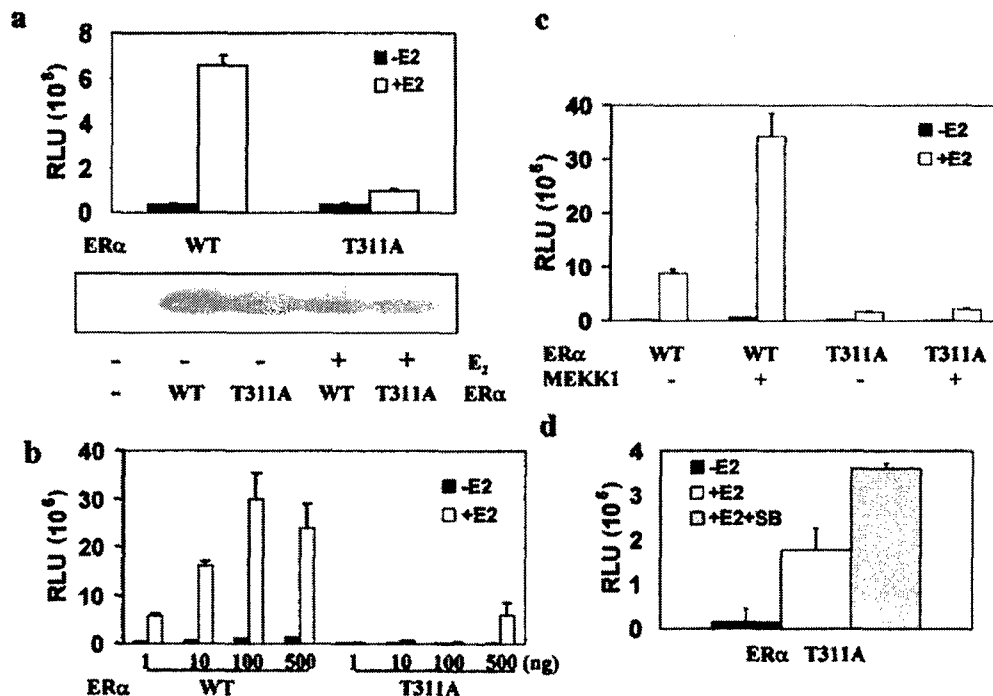 a
8
6
4
2
0
RLU (10⁶)
-E2
+E2
ERα WT T311A
- - - + + E₂
- WT T311A WT T311A ERα
b
40
30
20
10
0
RLU (10⁶)
-E2
+E2
1 10 100 500 1 10 100 500 (ng)
ERα WT T311A
c
40
30
20
10
0
RLU (10⁶)
-E2
+E2
ERα WT WT T311A T311A
MEKK1 - + - +
d
4
3
2
1
0
RLU (10⁶)
-E2
+E2
+E2+SB
ERα T311A